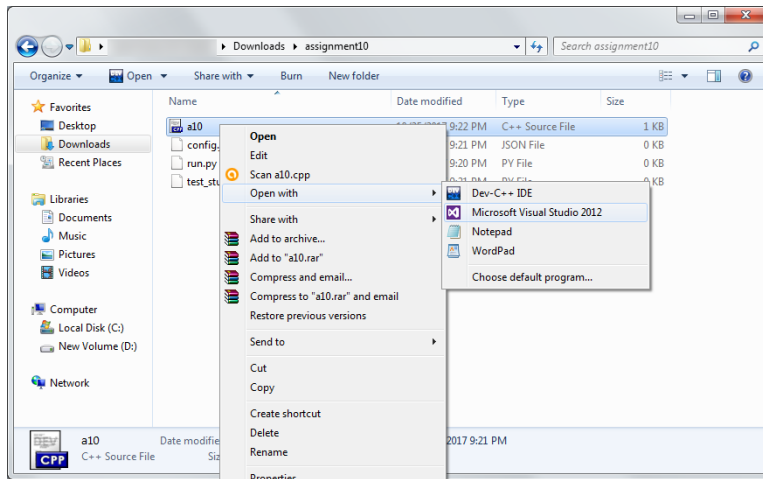 Downloads assignment10
Search assignment10
Organize Open Share with Burn New folder
Name Date modified Type Size
Favorites
Desktop
Downloads
Recent Places
Libraries
Documents
Music
Pictures
Videos
Computer
Local Disk (C:)
New Volume (D:)
Network
a10 9:22 PM C++ Source File 1 KB
config. 9:21 PM JSON File 0 KB
run.py 9:20 PM PY File 0 KB
test_stu 0 KB
Open
Edit
Scan a10.cpp
Open with
Share with
Add to archive...
Add to "a10.rar"
Compress and email...
Compress to "a10.rar" and email
Restore previous versions
Send to
Cut
Copy
Create shortcut
Delete
Rename
Properties
Dev-C++ IDE
Microsoft Visual Studio 2012
Notepad
WordPad
Choose default program...
DEV
CPP
a10 Date modifie 2017 9:21 PM
C++ Source File Siz